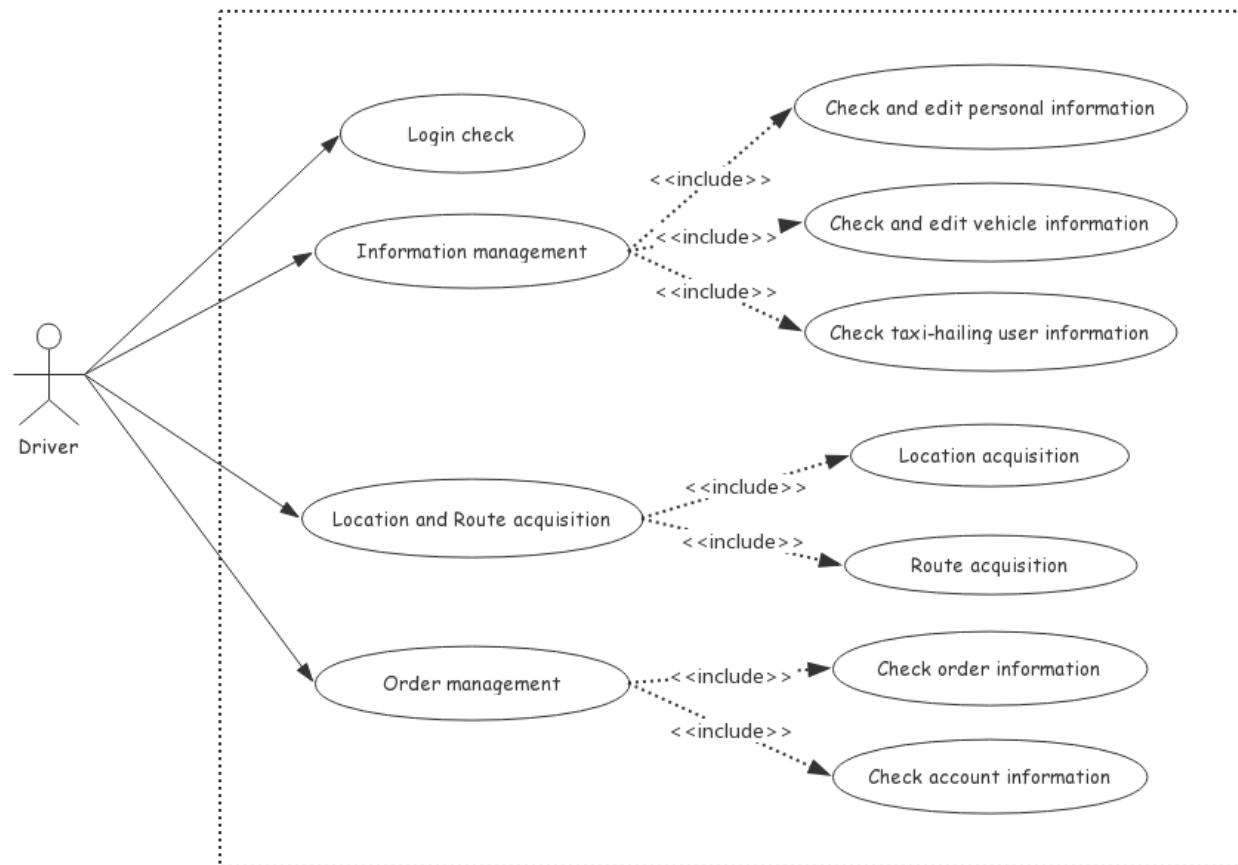 Login check
Information management
Check and edit personal information
<<include>>
Check and edit vehicle information
<<include>>
Check taxi-hailing user information
<<include>>
Driver
Location and Route acquisition
Location acquisition
<<include>>
Route acquisition
<<include>>
Order management
Check order information
<<include>>
Check account information
<<include>>